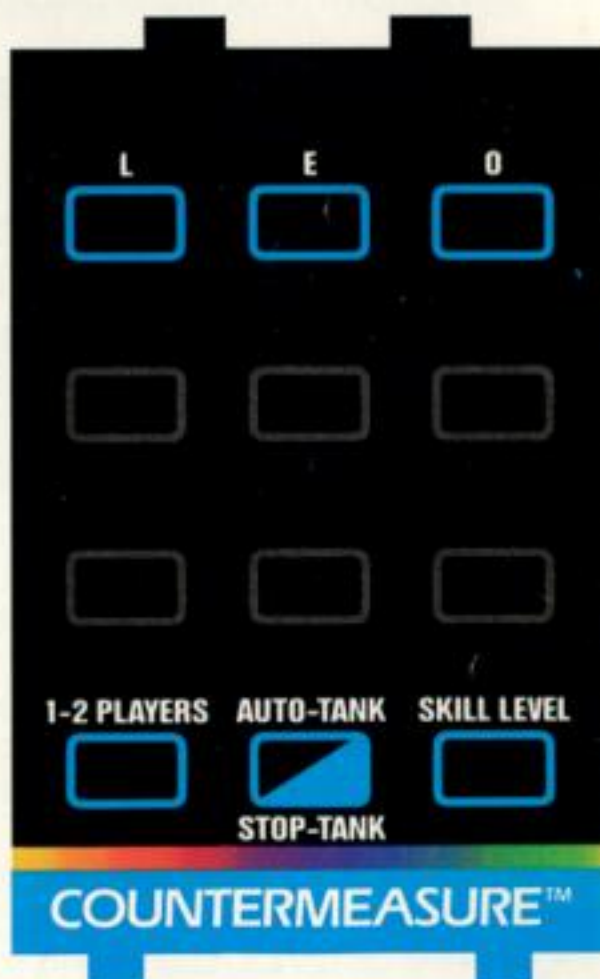 L E O
1-2 PLAYERS AUTO-TANK SKILL LEVEL
STOP-TANK
COUNTERMEASURE™